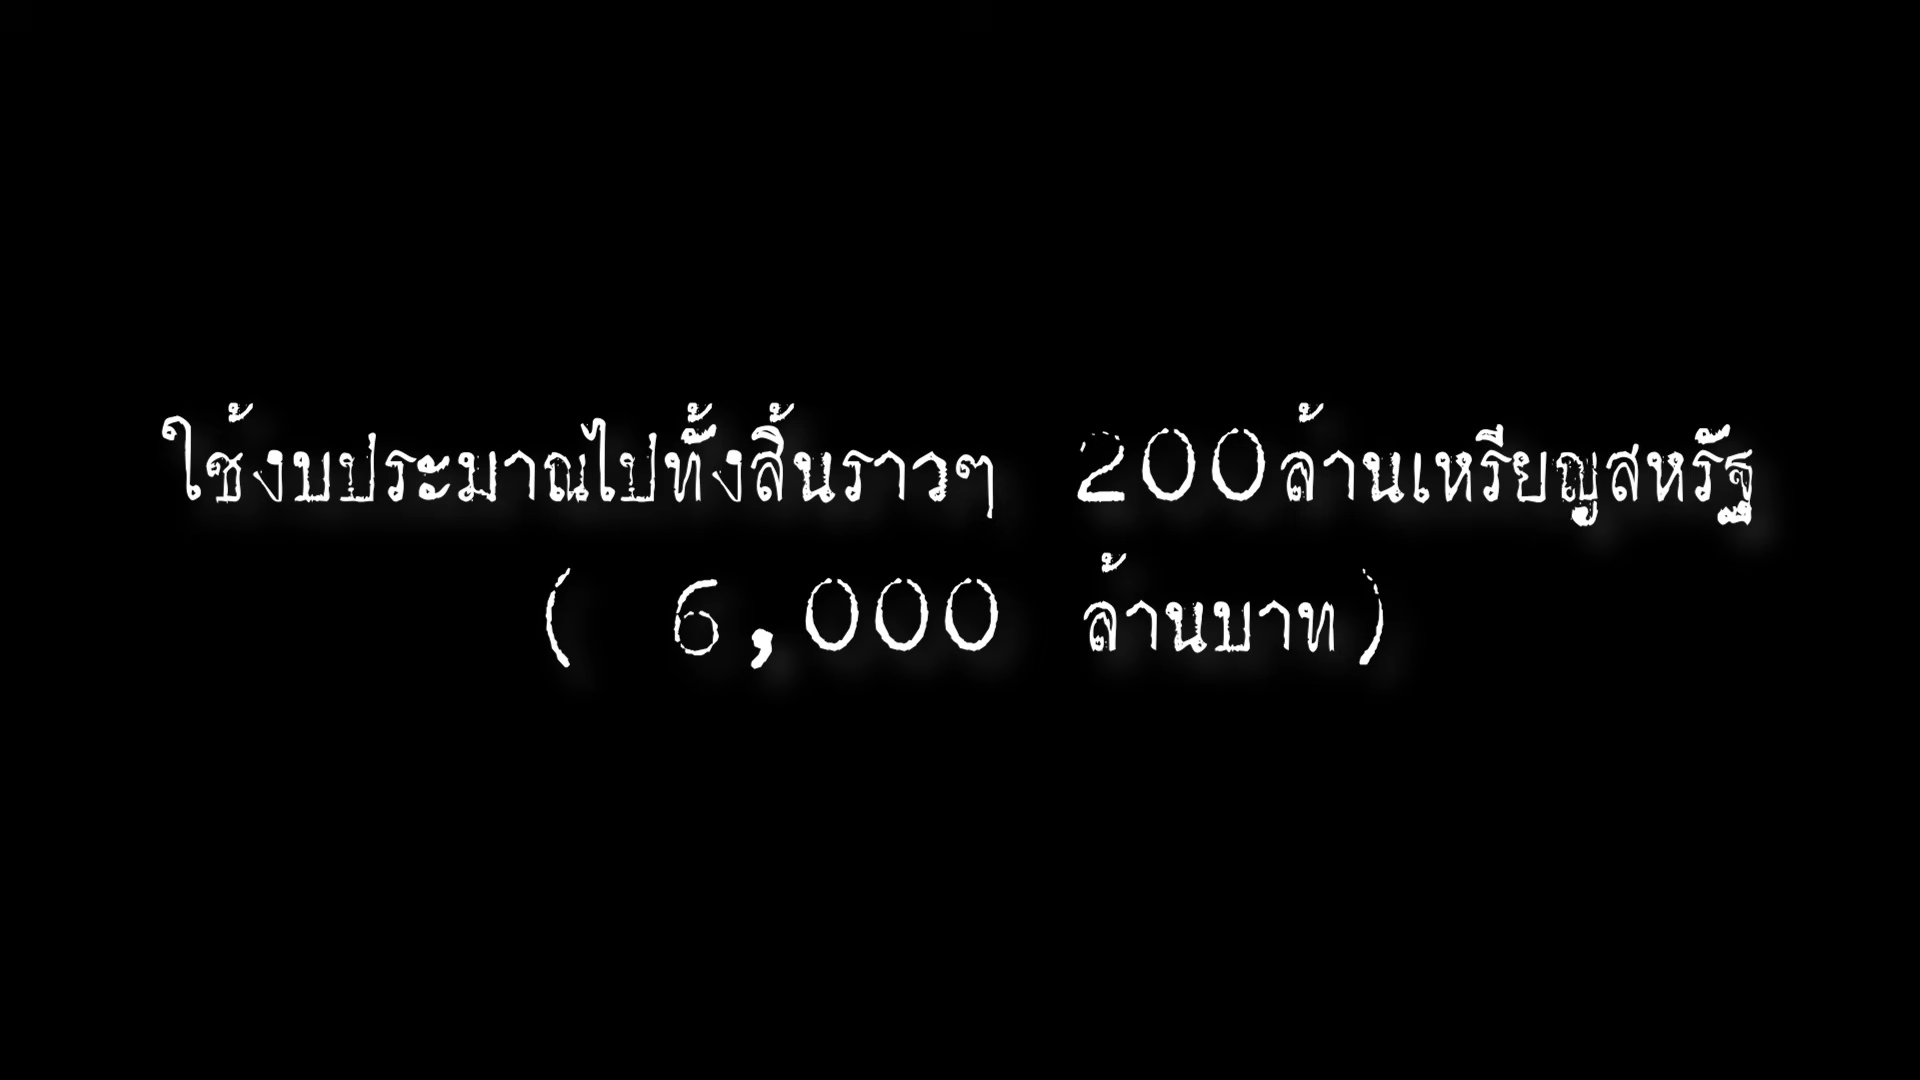 ใช้งบประมาณไปทั้งสิ้นราวๆ 200ล้านเหรียญสหรัฐ
( 6,000 ล้านบาท)